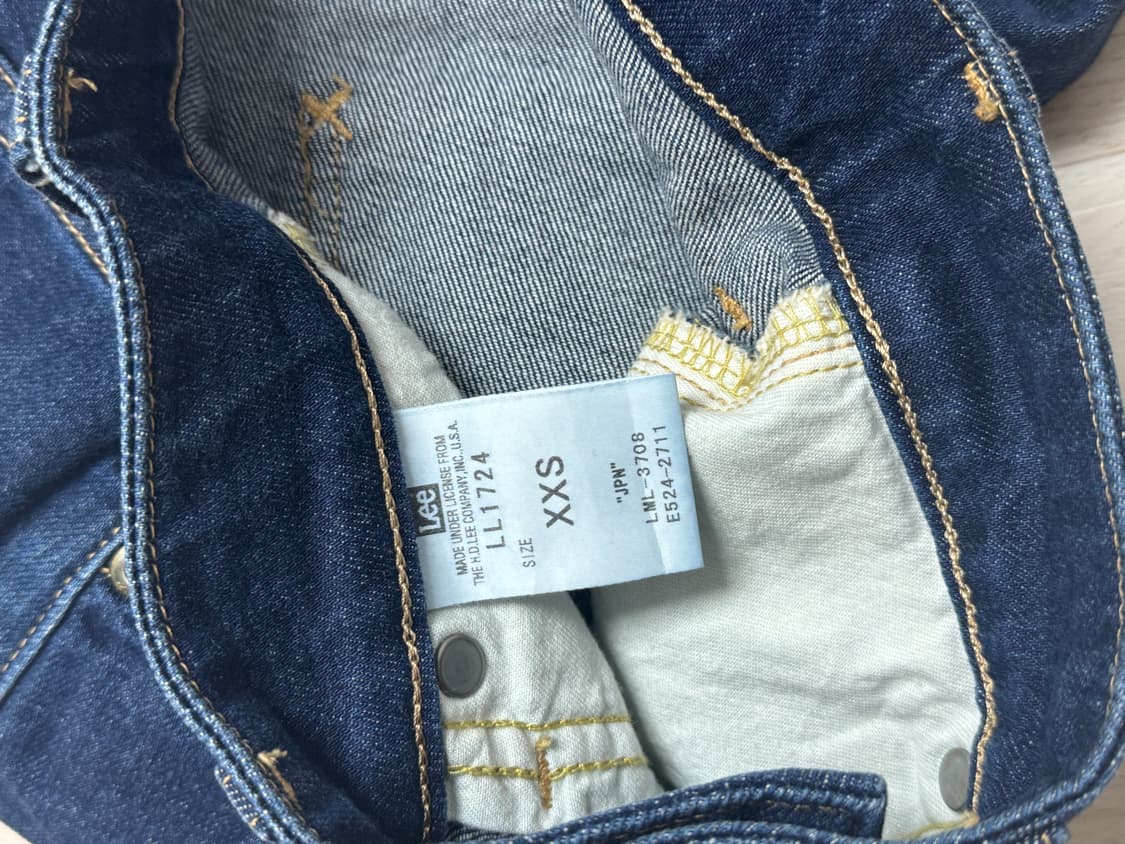 Lee
MADE UNDER LICENSE FROM
THE H.D.LEE COMPANY,INC.,U.S.A.
LL1724
SIZE
XXS
"JPN"
LML-3708
E524-2711